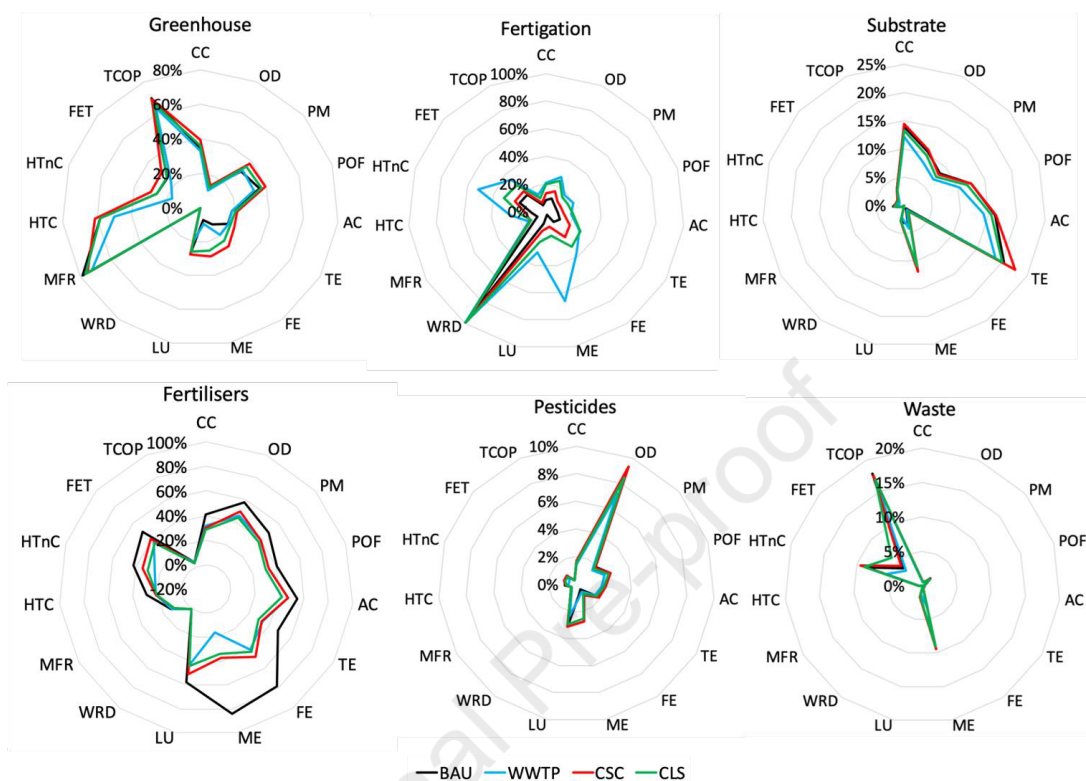 Greenhouse
CC
OD
PM
POF
AC
TE
FE
ME
LU
WRD
MFR
HTC
HTnC
FET
TCOP
80%
60%
40%
20%
0%
Fertigation
CC
OD
PM
POF
AC
TE
FE
ME
LU
WRD
MFR
HTC
HTnC
FET
TCOP
100%
80%
60%
40%
20%
0%
Substrate
CC
OD
PM
POF
AC
TE
FE
ME
LU
WRD
MFR
HTC
HTnC
FET
TCOP
25%
20%
15%
10%
5%
0%
Fertilisers
CC
OD
PM
POF
AC
TE
FE
ME
LU
WRD
MFR
HTC
HTnC
FET
TCOP
100%
80%
60%
40%
20%
0%
20%
Pesticides
CC
OD
PM
POF
AC
TE
FE
ME
LU
WRD
MFR
HTC
HTnC
FET
TCOP
10%
8%
6%
4%
2%
0%
Waste
CC
OD
PM
POF
AC
TE
FE
ME
LU
WRD
MFR
HTC
HTnC
FET
TCOP
20%
15%
10%
5%
0%
BAU WWTP CSC CLS
al Pre-proof